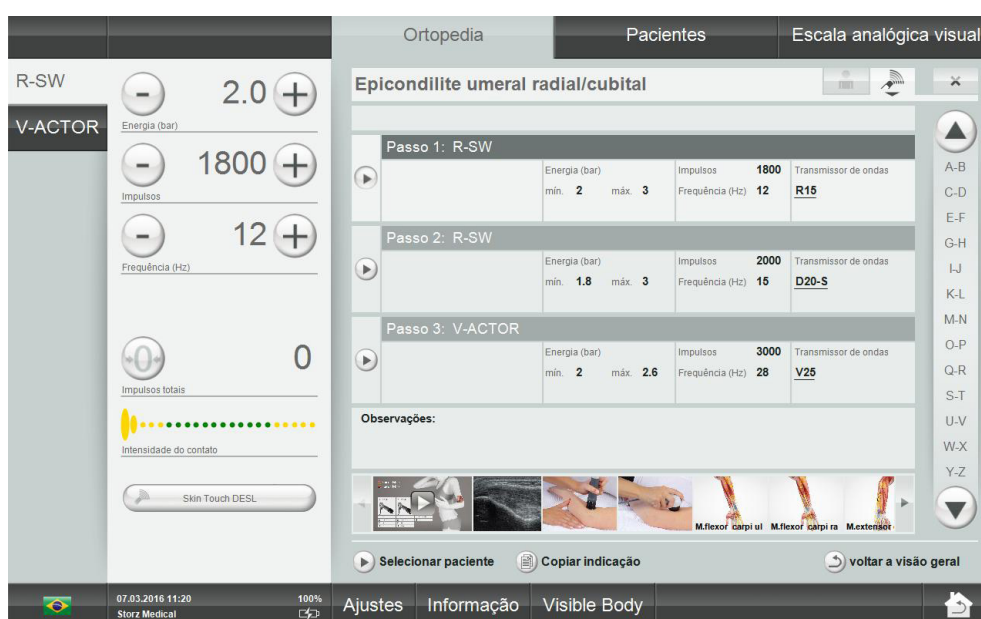 Ortopedia
Pacientes
Escala analógica visual
R-SW
V-ACTOR
2.0
Energia (bar)
1800
Impulsos
12
Frequência (Hz)
0
Impulsos totais
Intensidade do contato
Skin Touch DESL
Epicondilite umeral radial/cubital
Passo 1: R-SW
Energia (bar) Impulsos 1800 Transmissor de ondas
mín. 2 máx. 3 Frequência (Hz) 12 R15
Passo 2: R-SW
Energia (bar) Impulsos 2000 Transmissor de ondas
mín. 1.8 máx. 3 Frequência (Hz) 15 D20-S
Passo 3: V-ACTOR
Energia (bar) Impulsos 3000 Transmissor de ondas
mín. 2 máx. 2.6 Frequência (Hz) 28 V25
Observações:
M.flexor carpi ul M.flexor carpi ra M.extensor
Selecionar paciente Copiar indicação voltar a visão geral
A-B
C-D
E-F
G-H
I-J
K-L
M-N
O-P
Q-R
S-T
U-V
W-X
Y-Z
07.03.2016 11:20 100%
Storz Medical
Ajustes Informação Visible Body